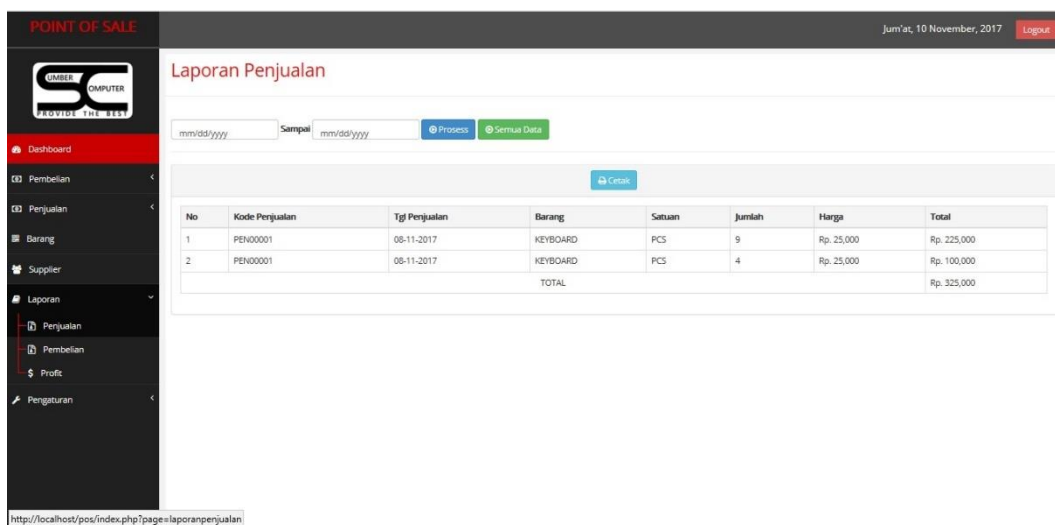 POINT OF SALE
Jum'at, 10 November, 2017 Logout
UMBER
OMPUTER
SC
PROVIDE THE BEST
Laporan Penjualan
mm/dd/yyyy Sampai mm/dd/yyyy Prosess Semua Data
Dashboard
Pembelian
Penjualan
Barang
Supplier
Laporan
Penjualan
Pembelian
$ Profit
Pengaturan
Cetak
No Kode Penjualan Tgl Penjualan Barang Satuan Jumlah Harga Total
1 PEN00001 08-11-2017 KEYBOARD PCS 9 Rp. 25,000 Rp. 225,000
2 PEN00001 08-11-2017 KEYBOARD PCS 4 Rp. 25,000 Rp. 100,000
TOTAL Rp. 325,000
http://localhost/pos/index.php?page=laporanpenjualan